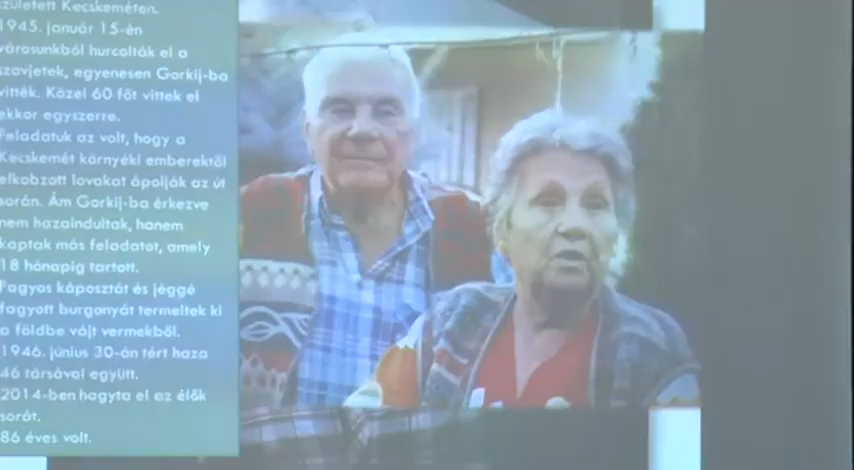 született Kecskeméten.
1945. január 15-én
városunkból hurcolták el a
szovjetek, egyenesen Gorkij-ba
vitték. Közel 60 főt vittek el
ekkor egyszerre.
Feladatuk az volt, hogy a
Kecskemét környéki emberektől
elkobzott lovakat ápolják az út
során. Ám Gorkij-ba érkezve
nem hazaindultak, hanem
kaptak más feladatot, amely
18 hónapig tartott.
Fagyos káposztát és jéggé
fagyott burgonyát termeltek ki
a földbe vájt vermekből.
1946. június 30-án tért haza
46 társával együtt.
2014-ben hagyta el az élők
sorát.
86 éves volt.